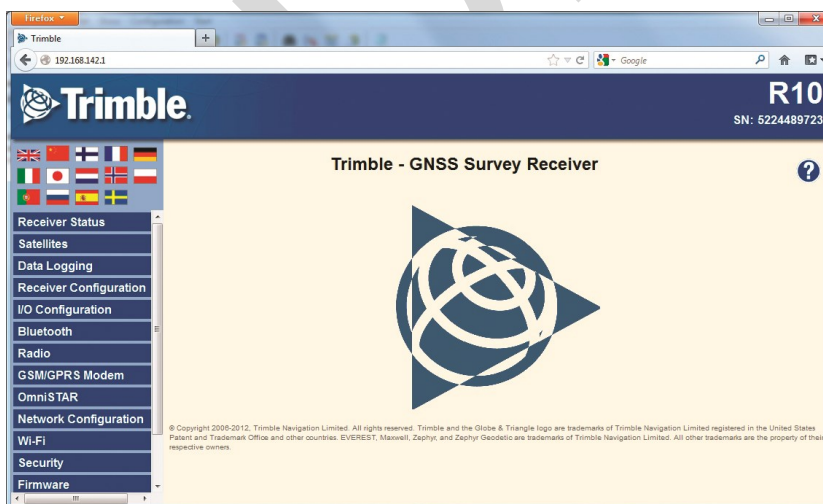 Firefox
Trimble
192.168.142.1
Google
Trimble.
R10
SN: 5224489723
Trimble - GNSS Survey Receiver
?
Receiver Status
Satellites
Data Logging
Receiver Configuration
I/O Configuration
Bluetooth
Radio
GSM/GPRS Modem
OmniSTAR
Network Configuration
Wi-Fi
Security
Firmware
© Copyright 2006-2012, Trimble Navigation Limited. All rights reserved. Trimble and the Globe & Triangle logo are trademarks of Trimble Navigation Limited registered in the United States
Patent and Trademark Office and other countries. EVEREST, Maxwell, Zephyr, and Zephyr Geodetic are trademarks of Trimble Navigation Limited. All other trademarks are the property of their
respective owners.